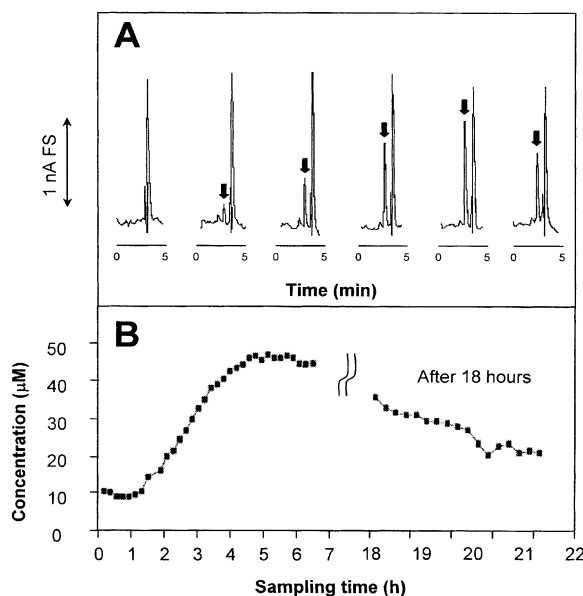 A
1 nA FS
0 5 0 5 0 5 0 5 0 5 0 5
Time (min)
B
After 18 hours
Concentration (μM)
50
40
30
20
10
0
0 1 2 3 4 5 6 7 18 19 20 21 22
Sampling time (h)